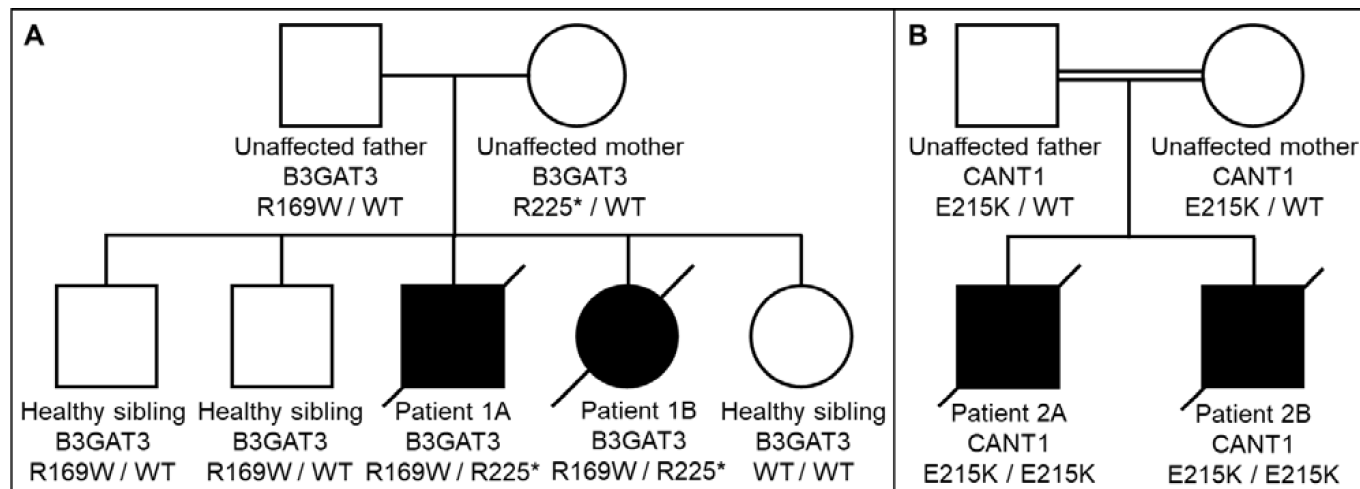 A
Unaffected father
B3GAT3
R169W / WT
Unaffected mother
B3GAT3
R225* / WT
Healthy sibling
B3GAT3
R169W / WT
Healthy sibling
B3GAT3
R169W / WT
Patient 1A
B3GAT3
R169W / R225*
Patient 1B
B3GAT3
R169W / R225*
Healthy sibling
B3GAT3
WT / WT
B
Unaffected father
CANT1
E215K / WT
Unaffected mother
CANT1
E215K / WT
Patient 2A
CANT1
E215K / E215K
Patient 2B
CANT1
E215K / E215K